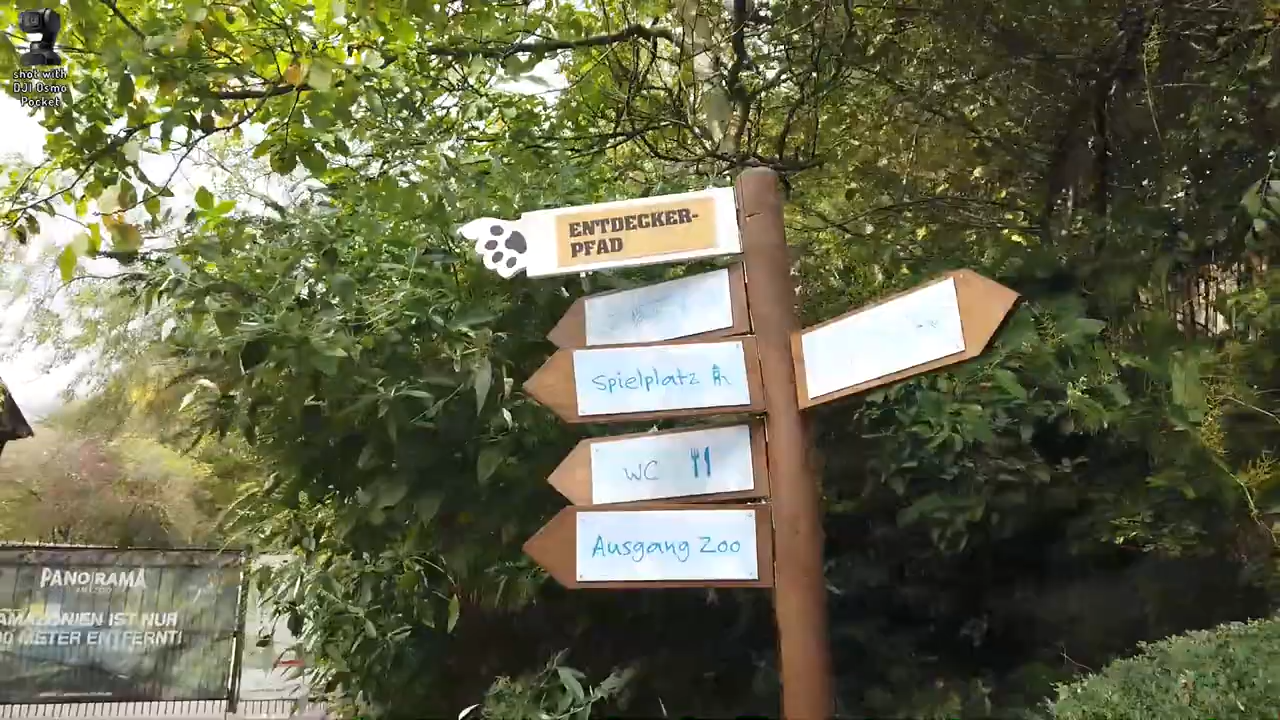 shot with
DJI Osmo
Pocket
ENTDECKER-
PFAD
Spielplatz
WC
Ausgang Zoo
PANORAMA
AMAZONIEN IST NUR
METER ENTFERNT!